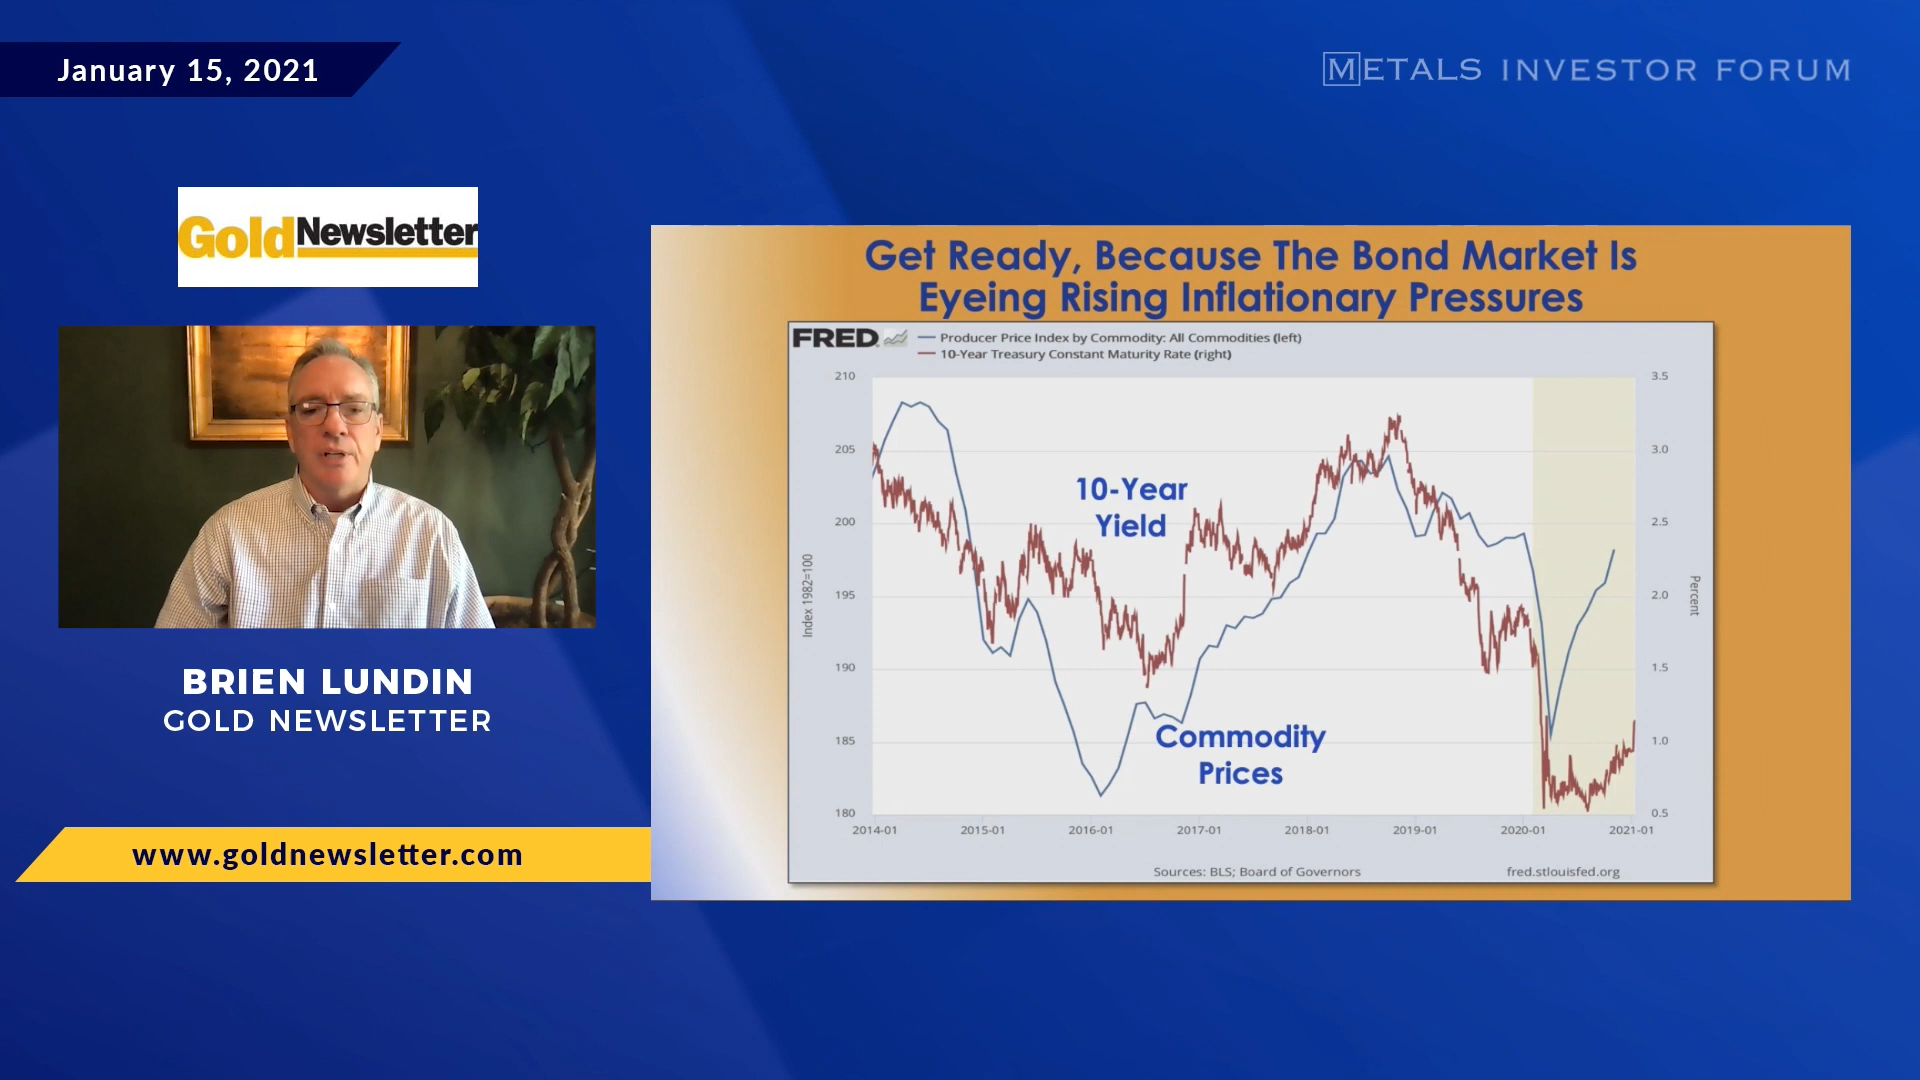 January 15, 2021
METALS INVESTOR FORUM
GoldNewsletter
BRIEN LUNDIN
GOLD NEWSLETTER
www.goldnewsletter.com
Get Ready, Because The Bond Market Is
Eyeing Rising Inflationary Pressures
FRED
Producer Price Index by Commodity: All Commodities (left)
10-Year Treasury Constant Maturity Rate (right)
210
205
200
195
190
185
180
Index 1982=100
3.5
3.0
2.5
2.0
1.5
1.0
0.5
Percent
10-Year
Yield
Commodity
Prices
2014-01 2015-01 2016-01 2017-01 2018-01 2019-01 2020-01 2021-01
Sources: BLS; Board of Governors fred.stlouisfed.org